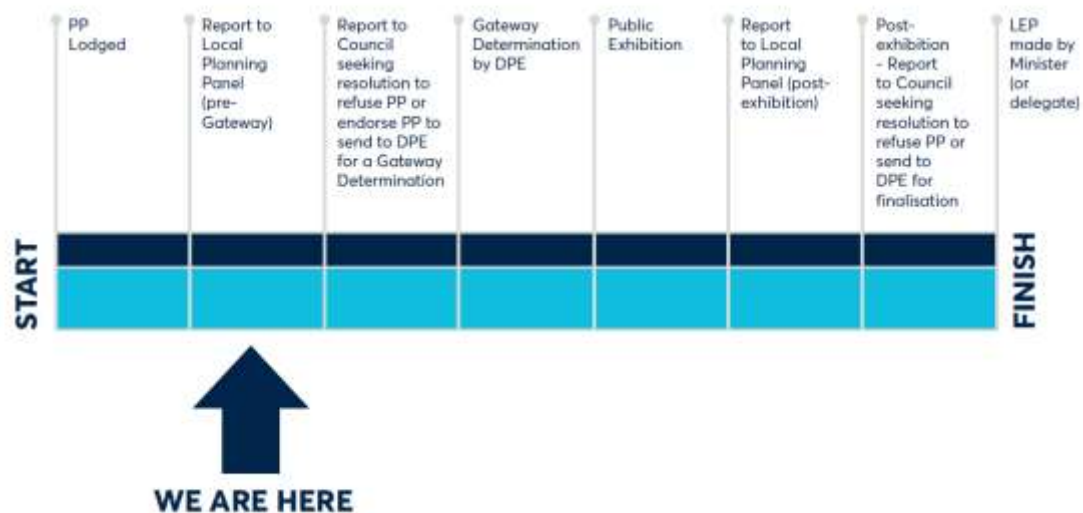 PP
Lodged
Report to
Local
Planning
Panel
(pre-
Gateway)
Report to
Council
seeking
resolution to
refuse PP or
endorse PP to
send to DPE
for a Gateway
Determination
Gateway
Determination
by DPE
Public
Exhibition
Report
to Local
Planning
Panel (post-
exhibition)
Post-
exhibition
- Report
to Council
seeking
resolution to
refuse PP or
send to
DPE for
finalisation
LEP
made by
Minister
(or
delegate)
START
FINISH
WE ARE HERE